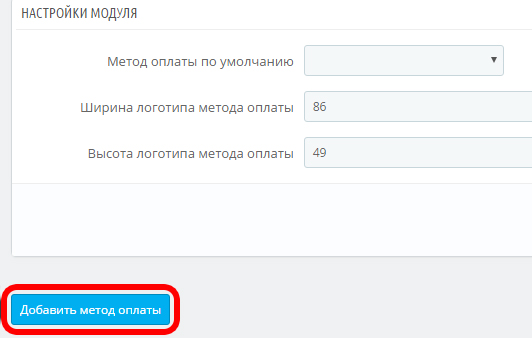 НАСТРОЙКИ МОДУЛЯ
Метод оплаты по умолчанию
Ширина логотипа метода оплаты 86
Высота логотипа метода оплаты 49
Добавить метод оплаты